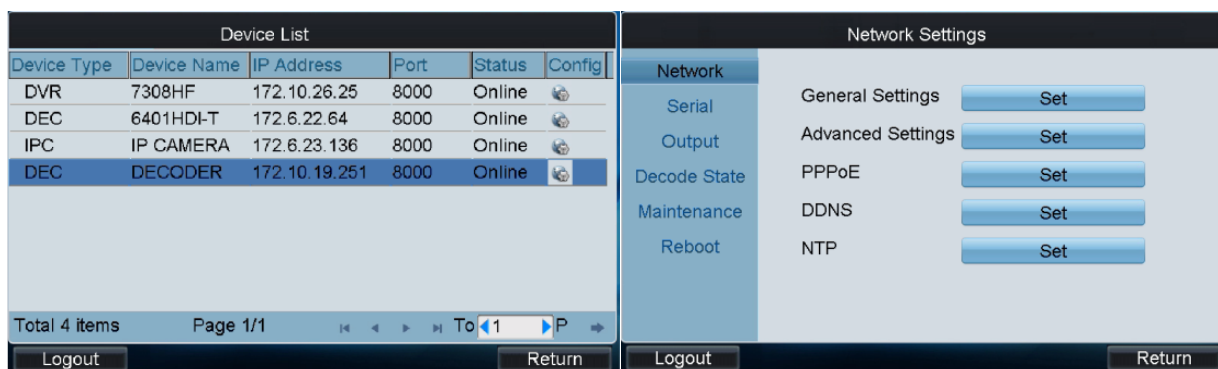 Device List
Device Type Device Name IP Address Port Status Config
DVR 7308HF 172.10.26.25 8000 Online
DEC 6401HDI-T 172.6.22.64 8000 Online
IPC IP CAMERA 172.6.23.136 8000 Online
DEC DECODER 172.10.19.251 8000 Online
Total 4 items Page 1/1 To 1 P
Logout Return
Network Settings
Network
Serial
Output
Decode State
Maintenance
Reboot
General Settings Set
Advanced Settings Set
PPPoE Set
DDNS Set
NTP Set
Logout Return